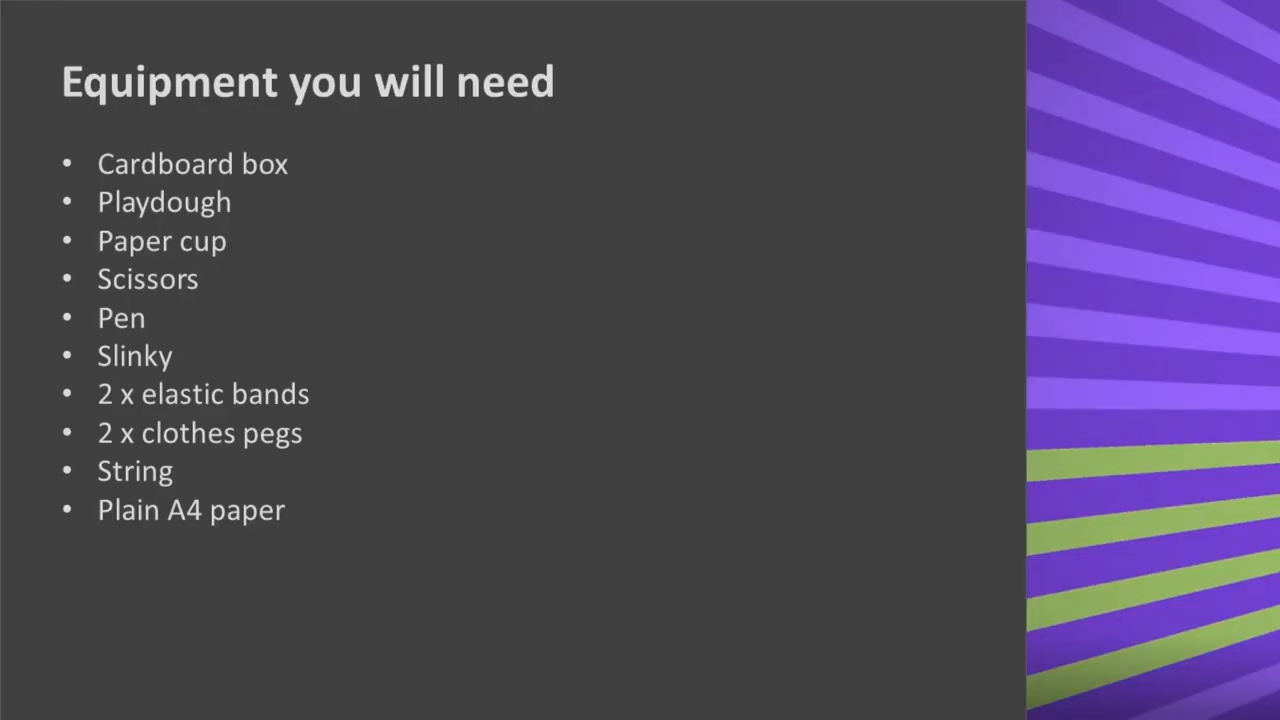 Equipment you will need
• Cardboard box
• Playdough
• Paper cup
• Scissors
• Pen
• Slinky
• 2 x elastic bands
• 2 x clothes pegs
• String
• Plain A4 paper